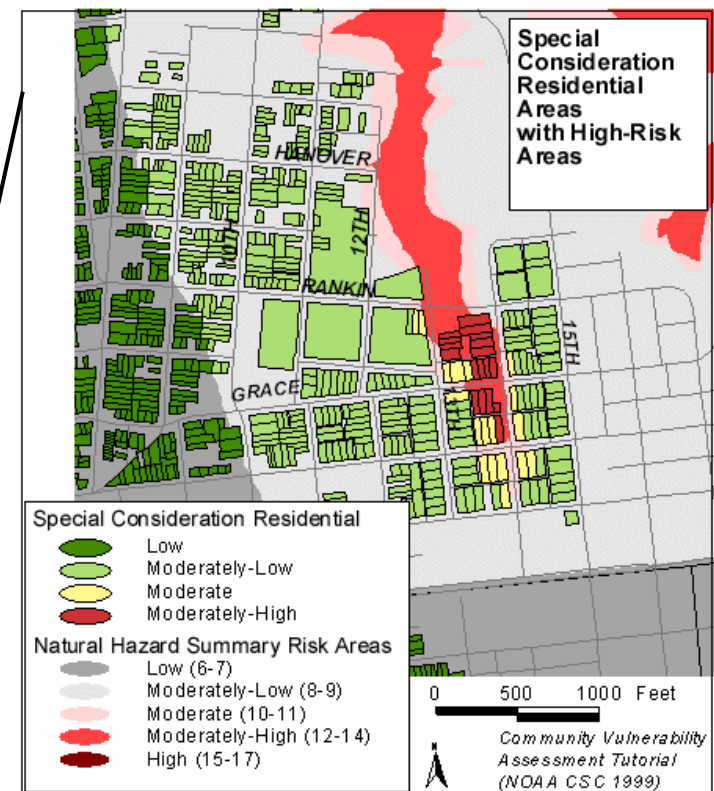 Special
Consideration
Residential
Areas
with High-Risk
Areas
HANOVER
10TH
12TH
RANKIN
15TH
GRACE
14TH
Special Consideration Residential
Low
Moderately-Low
Moderate
Moderately-High
Natural Hazard Summary Risk Areas
Low (6-7)
Moderately-Low (8-9)
Moderate (10-11)
Moderately-High (12-14)
High (15-17)
0 500 1000 Feet
N
Community Vulnerability
Assessment Tutorial
(NOAA CSC 1999)